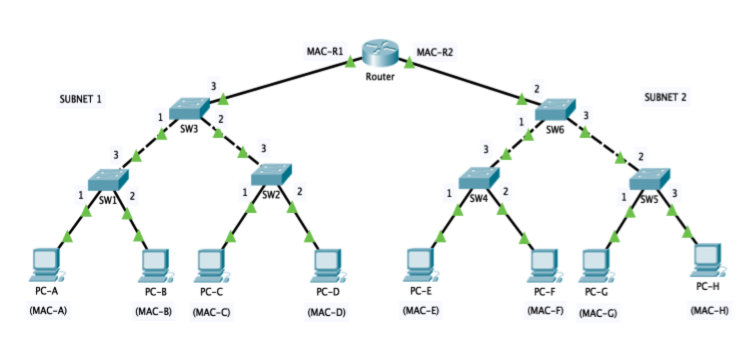 MAC-R1 MAC-R2
Router
SUBNET 1 SUBNET 2
3 2
1 SW3 2 1 SW6 3
3 3 3 2
1 SW1 2 1 SW2 2 1 SW4 2 1 SW5 3
PC-A PC-B PC-C PC-D PC-E PC-F PC-G PC-H
(MAC-A) (MAC-B) (MAC-C) (MAC-D) (MAC-E) (MAC-F) (MAC-G) (MAC-H)